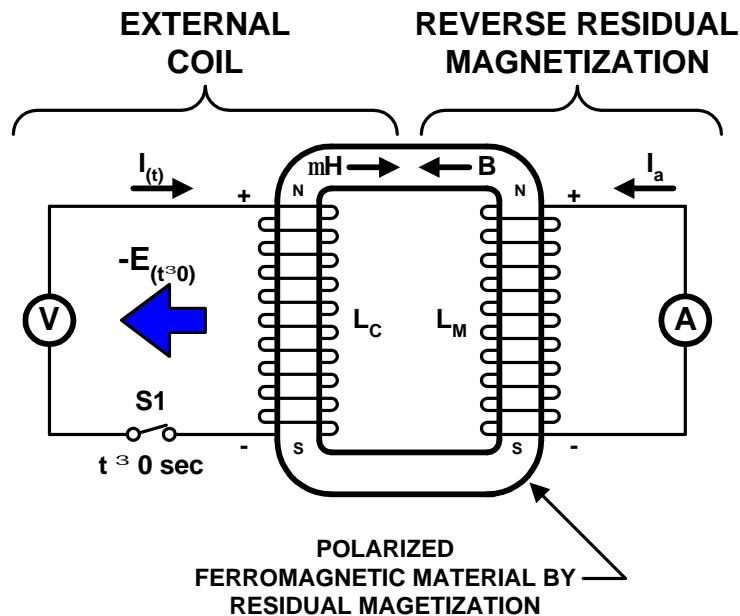 EXTERNAL
COIL
REVERSE RESIDUAL
MAGNETIZATION
I(t)
mH
B
Ia
+
N
N
+
-E(t³0)
V
LC
LM
A
S1
-
S
S
-
t ³ 0 sec
POLARIZED
FERROMAGNETIC MATERIAL BY
RESIDUAL MAGETIZATION